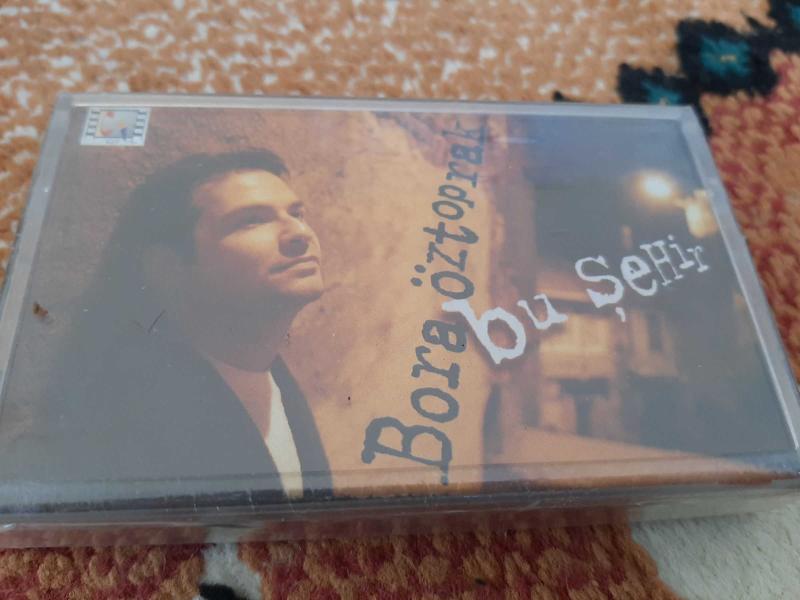 Bora öztoprak
bu Şehir